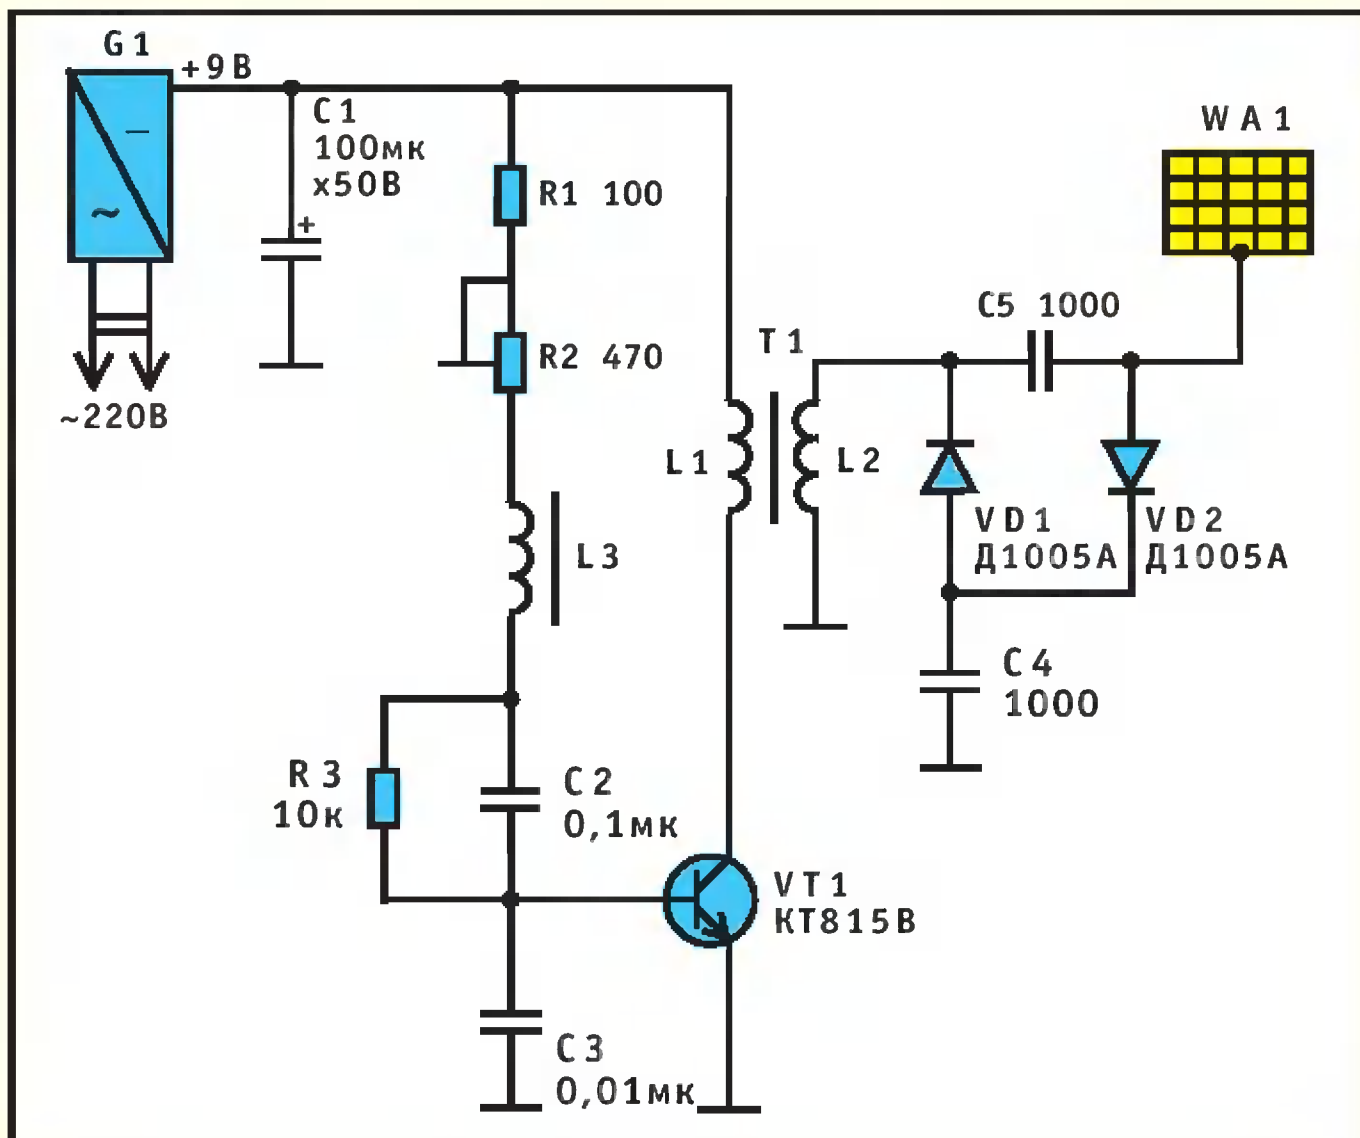 G1
+9В
C1
100мк
х50В
+
−
~
~220В
R1 100
R2 470
L3
R3
10к
C2
0,1мк
C3
0,01мк
VT1
КТ815В
L1
T1
L2
C5 1000
WA1
VD1
Д1005А
VD2
Д1005А
C4
1000